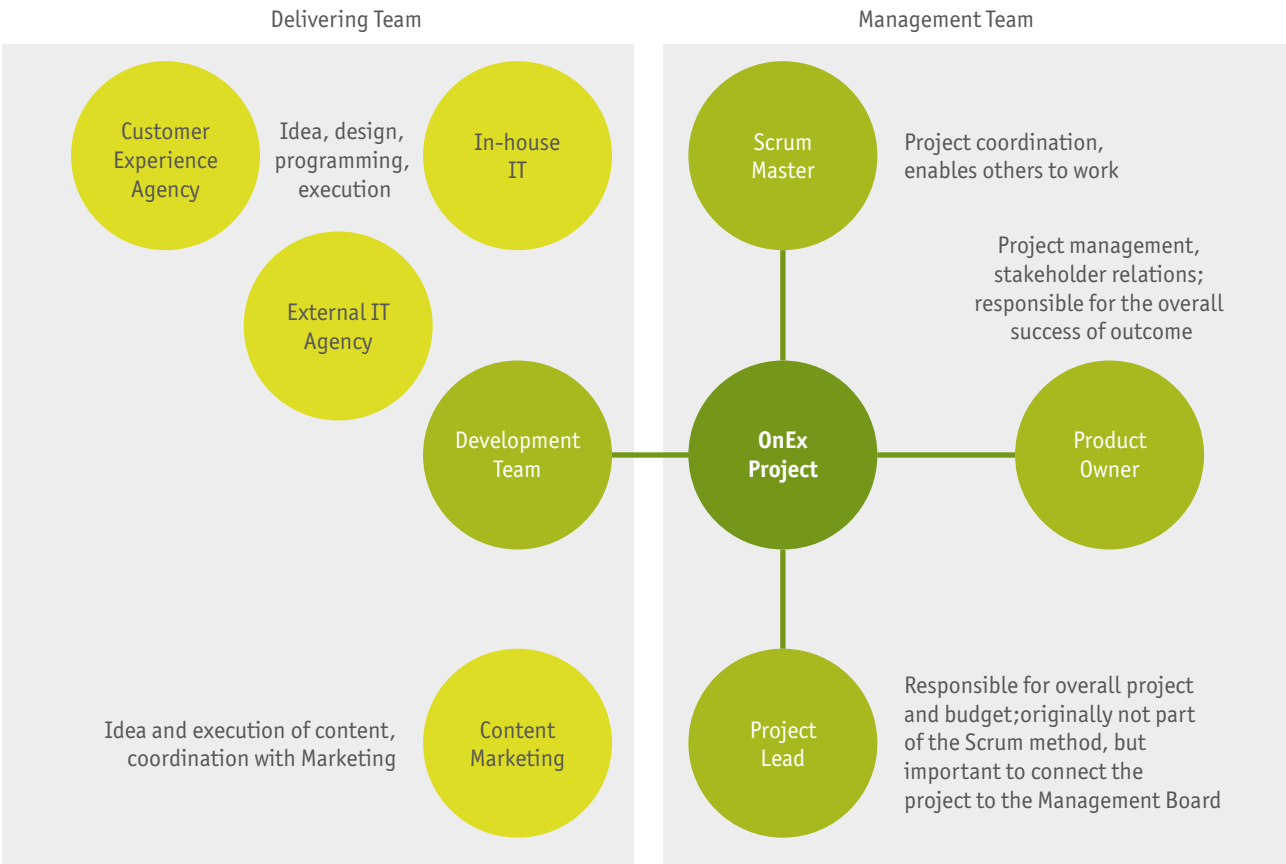 Delivering Team
Management Team
Customer
Experience
Agency
Idea, design,
programming,
execution
In-house
IT
Scrum
Master
Project coordination,
enables others to work
External IT
Agency
Project management,
stakeholder relations;
responsible for the overall
success of outcome
Development
Team
OnEx
Project
Product
Owner
Idea and execution of content,
coordination with Marketing
Content
Marketing
Project
Lead
Responsible for overall project
and budget;originally not part
of the Scrum method, but
important to connect the
project to the Management Board